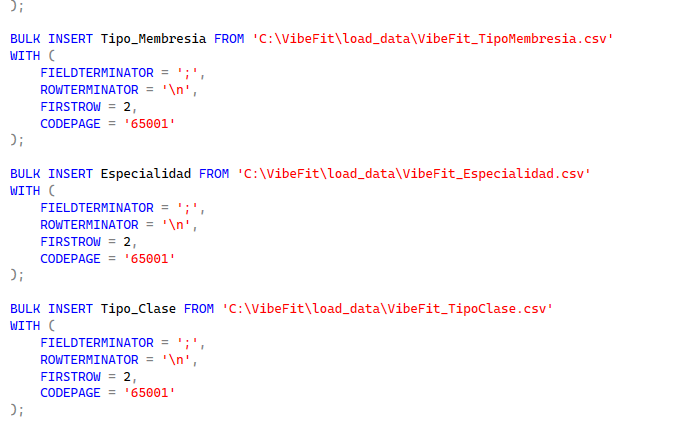 );
BULK INSERT Tipo_Membresia FROM 'C:\VibeFit\load_data\VibeFit_TipoMembresia.csv'
WITH (
    FIELDTERMINATOR = ';',
    ROWTERMINATOR = '\n',
    FIRSTROW = 2,
    CODEPAGE = '65001'
);
BULK INSERT Especialidad FROM 'C:\VibeFit\load_data\VibeFit_Especialidad.csv'
WITH (
    FIELDTERMINATOR = ';',
    ROWTERMINATOR = '\n',
    FIRSTROW = 2,
    CODEPAGE = '65001'
);
BULK INSERT Tipo_Clase FROM 'C:\VibeFit\load_data\VibeFit_TipoClase.csv'
WITH (
    FIELDTERMINATOR = ';',
    ROWTERMINATOR = '\n',
    FIRSTROW = 2,
    CODEPAGE = '65001'
);